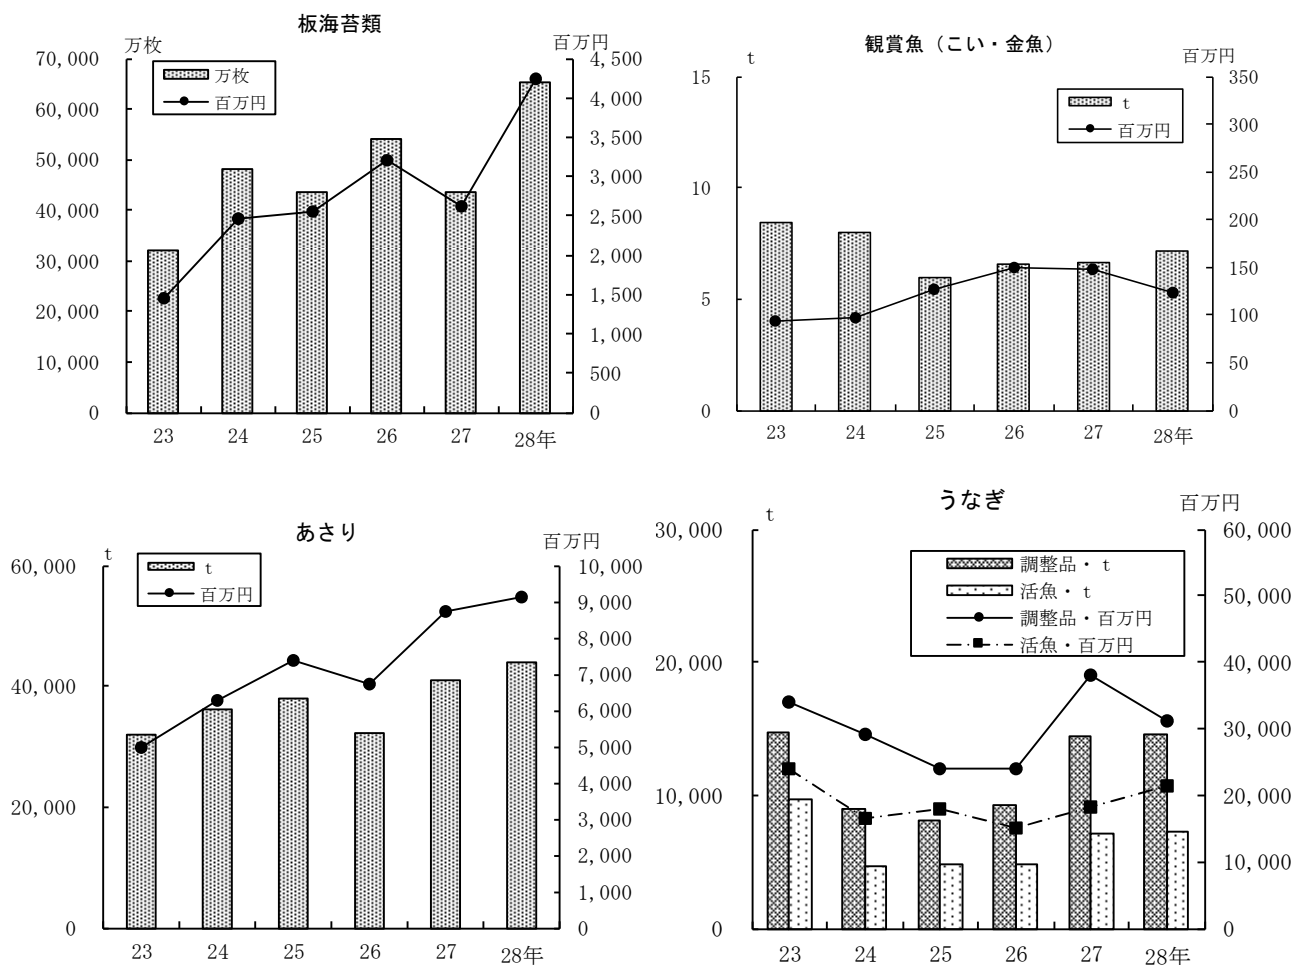 板海苔類
万枚
百万円
万枚
百万円
70,000
60,000
50,000
40,000
30,000
20,000
10,000
0
4,500
4,000
3,500
3,000
2,500
2,000
1,500
1,000
500
0
23 24 25 26 27 28年
観賞魚（こい・金魚）
t
百万円
t
百万円
15
10
5
0
350
300
250
200
150
100
50
0
23 24 25 26 27 28年
あさり
t
百万円
t
百万円
60,000
40,000
20,000
0
10,000
9,000
8,000
7,000
6,000
5,000
4,000
3,000
2,000
1,000
0
23 24 25 26 27 28年
うなぎ
t
百万円
調整品・t
活魚・t
調整品・百万円
活魚・百万円
30,000
20,000
10,000
0
60,000
50,000
40,000
30,000
20,000
10,000
0
23 24 25 26 27 28年